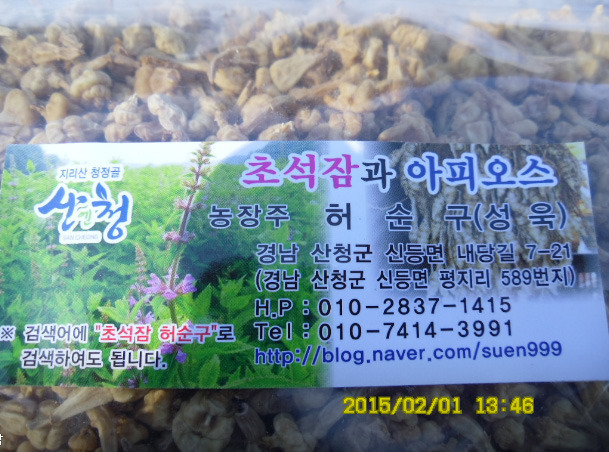 지리산 청정골
산엔청
SANCHEONG
초석잠과 아피오스
농장주 허 순 구(성 욱)
경남 산청군 신등면 내당길 7-21
(경남 산청군 신등면 평지리 589번지)
H.P : 010-2837-1415
Tel : 010-7414-3991
http://blog.naver.com/suen999
※ 검색어에 "초석잠 허순구"로
검색하여도 됩니다.
2015/02/01 13:46